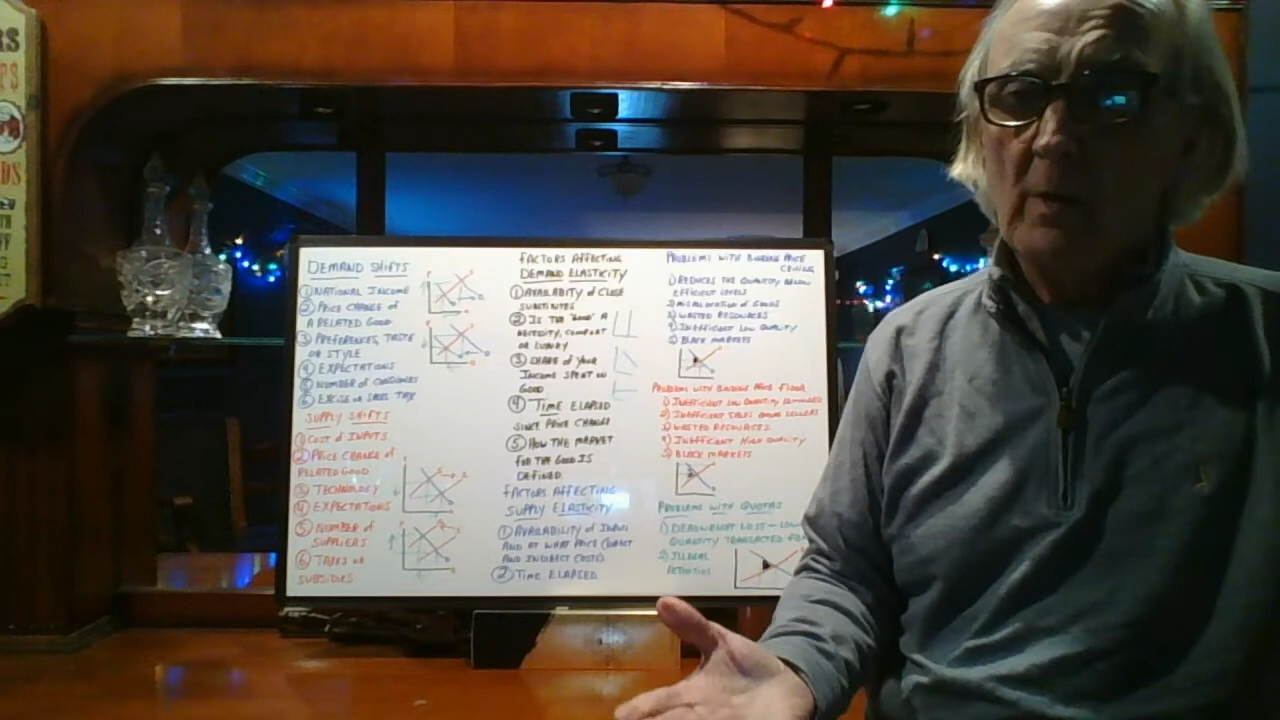 DEMAND SHIFTS
① NATIONAL INCOME
② PRICE CHANGE of
A RELATED GOOD
③ PREFERENCES, TASTE
OR STYLE
④ EXPECTATIONS
⑤ NUMBER of CONSUMERS
⑥ EXCISE OR SALES TAX
SUPPLY SHIFTS
① COST of INPUTS
② PRICE CHANGE of
RELATED GOOD
③ TECHNOLOGY
④ EXPECTATIONS
⑤ NUMBER of
SUPPLIERS
⑥ TAXES OR
SUBSIDIES
FACTORS AFFECTING
DEMAND ELASTICITY
① AVAILABILITY of CLOSE
② IS THE "GOOD" A
NECESSITY, COMFORT
OR LUXURY
③ SHARE of YOUR
INCOME SPENT ON
GOOD
④ TIME ELAPSED
SINCE PRICE CHANGE
⑤ HOW THE MARKET
FOR THE GOOD IS
DEFINED.
FACTORS AFFECTING
SUPPLY ELASTICITY
① AVAILABILITY of INPUTS
AND AT WHAT PRICE (DIRECT
AND INDIRECT COSTS)
② TIME ELAPSED
PROBLEMS WITH BINDING PRICE
CEILING
1) REDUCES THE QUANTITY BELOW
EFFICIENT LEVELS
2) MISALLOCATION of GOODS
3) WASTED RESOURCES
4) INEFFICIENT LOW QUALITY
5) BLACK MARKETS
PROBLEMS WITH BINDING PRICE FLOOR
1) INEFFICIENT LOW QUANTITY DEMANDED
2) INEFFICIENT SALES AMONG SELLERS
3) WASTED RESOURCES
4) INEFFICIENT HIGH QUALITY
5) BLACK MARKETS
PROBLEMS WITH QUOTAS
1) DEADWEIGHT LOSS - LOW
QUANTITY TRANSACTED FOR
2) ILLEGAL
ACTIVITIES